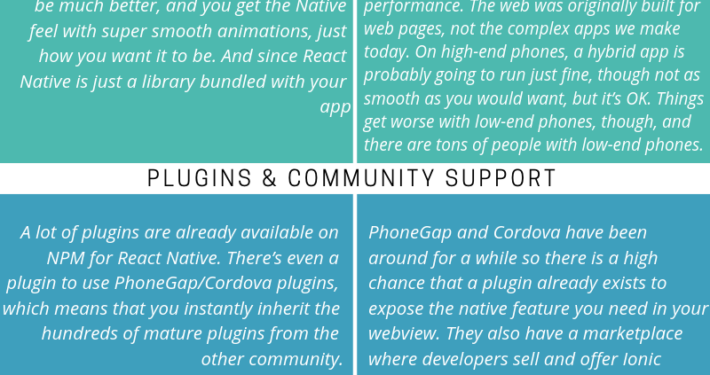 be much better, and you get the Native
feel with super smooth animations, just
how you want it to be. And since React
Native is just a library bundled with your
app
performance. The web was originally built for
web pages, not the complex apps we make
today. On high-end phones, a hybrid app is
probably going to run just fine, though not as
smooth as you would want, but it's OK. Things
get worse with low-end phones, though, and
there are tons of people with low-end phones.
PLUGINS & COMMUNITY SUPPORT
A lot of plugins are already available on
NPM for React Native. There's even a
plugin to use PhoneGap/Cordova plugins,
which means that you instantly inherit the
hundreds of mature plugins from the
other community.
PhoneGap and Cordova have been
around for a while so there is a high
chance that a plugin already exists to
expose the native feature you need in your
webview. They also have a marketplace
where developers sell and offer Ionic